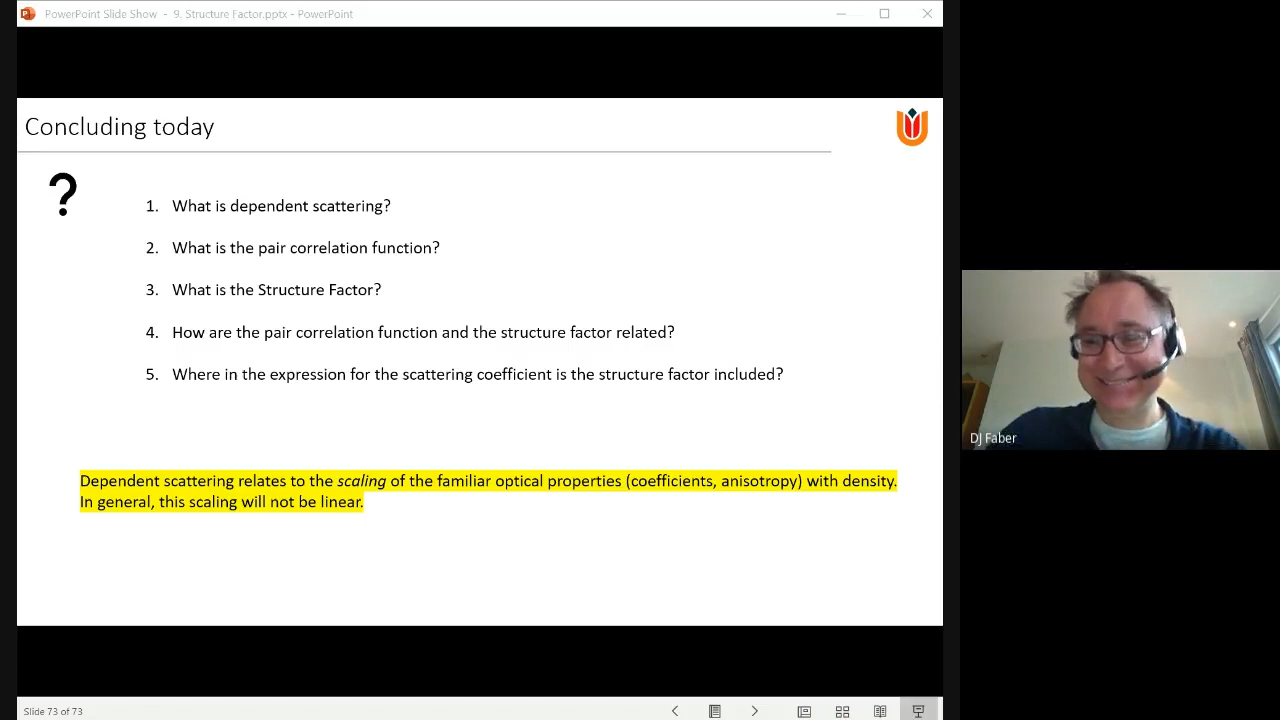 PowerPoint Slide Show - 9. Structure Factor.pptx - PowerPoint
Concluding today
?
1. What is dependent scattering?
2. What is the pair correlation function?
3. What is the Structure Factor?
4. How are the pair correlation function and the structure factor related?
5. Where in the expression for the scattering coefficient is the structure factor included?
DJ Faber
Dependent scattering relates to the scaling of the familiar optical properties (coefficients, anisotropy) with density.
In general, this scaling will not be linear.
Slide 73 of 73